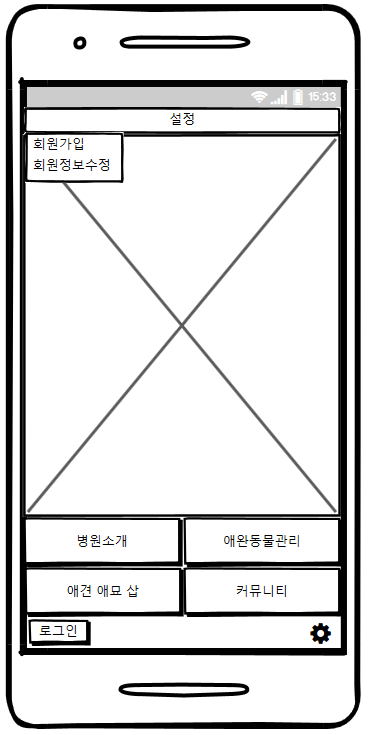 15:33
설정
회원가입
회원정보수정
병원소개
애완동물관리
애견 애묘 샵
커뮤니티
로그인